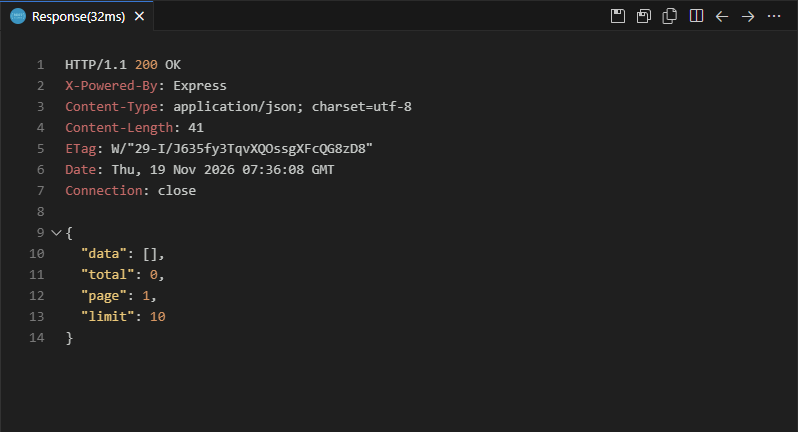 Response(32ms)
1 HTTP/1.1 200 OK
2 X-Powered-By: Express
3 Content-Type: application/json; charset=utf-8
4 Content-Length: 41
5 ETag: W/"29-I/J635fy3TqvXQOssgXFcQG8zD8"
6 Date: Thu, 19 Nov 2026 07:36:08 GMT
7 Connection: close
8
9 {
10   "data": [],
11   "total": 0,
12   "page": 1,
13   "limit": 10
14 }